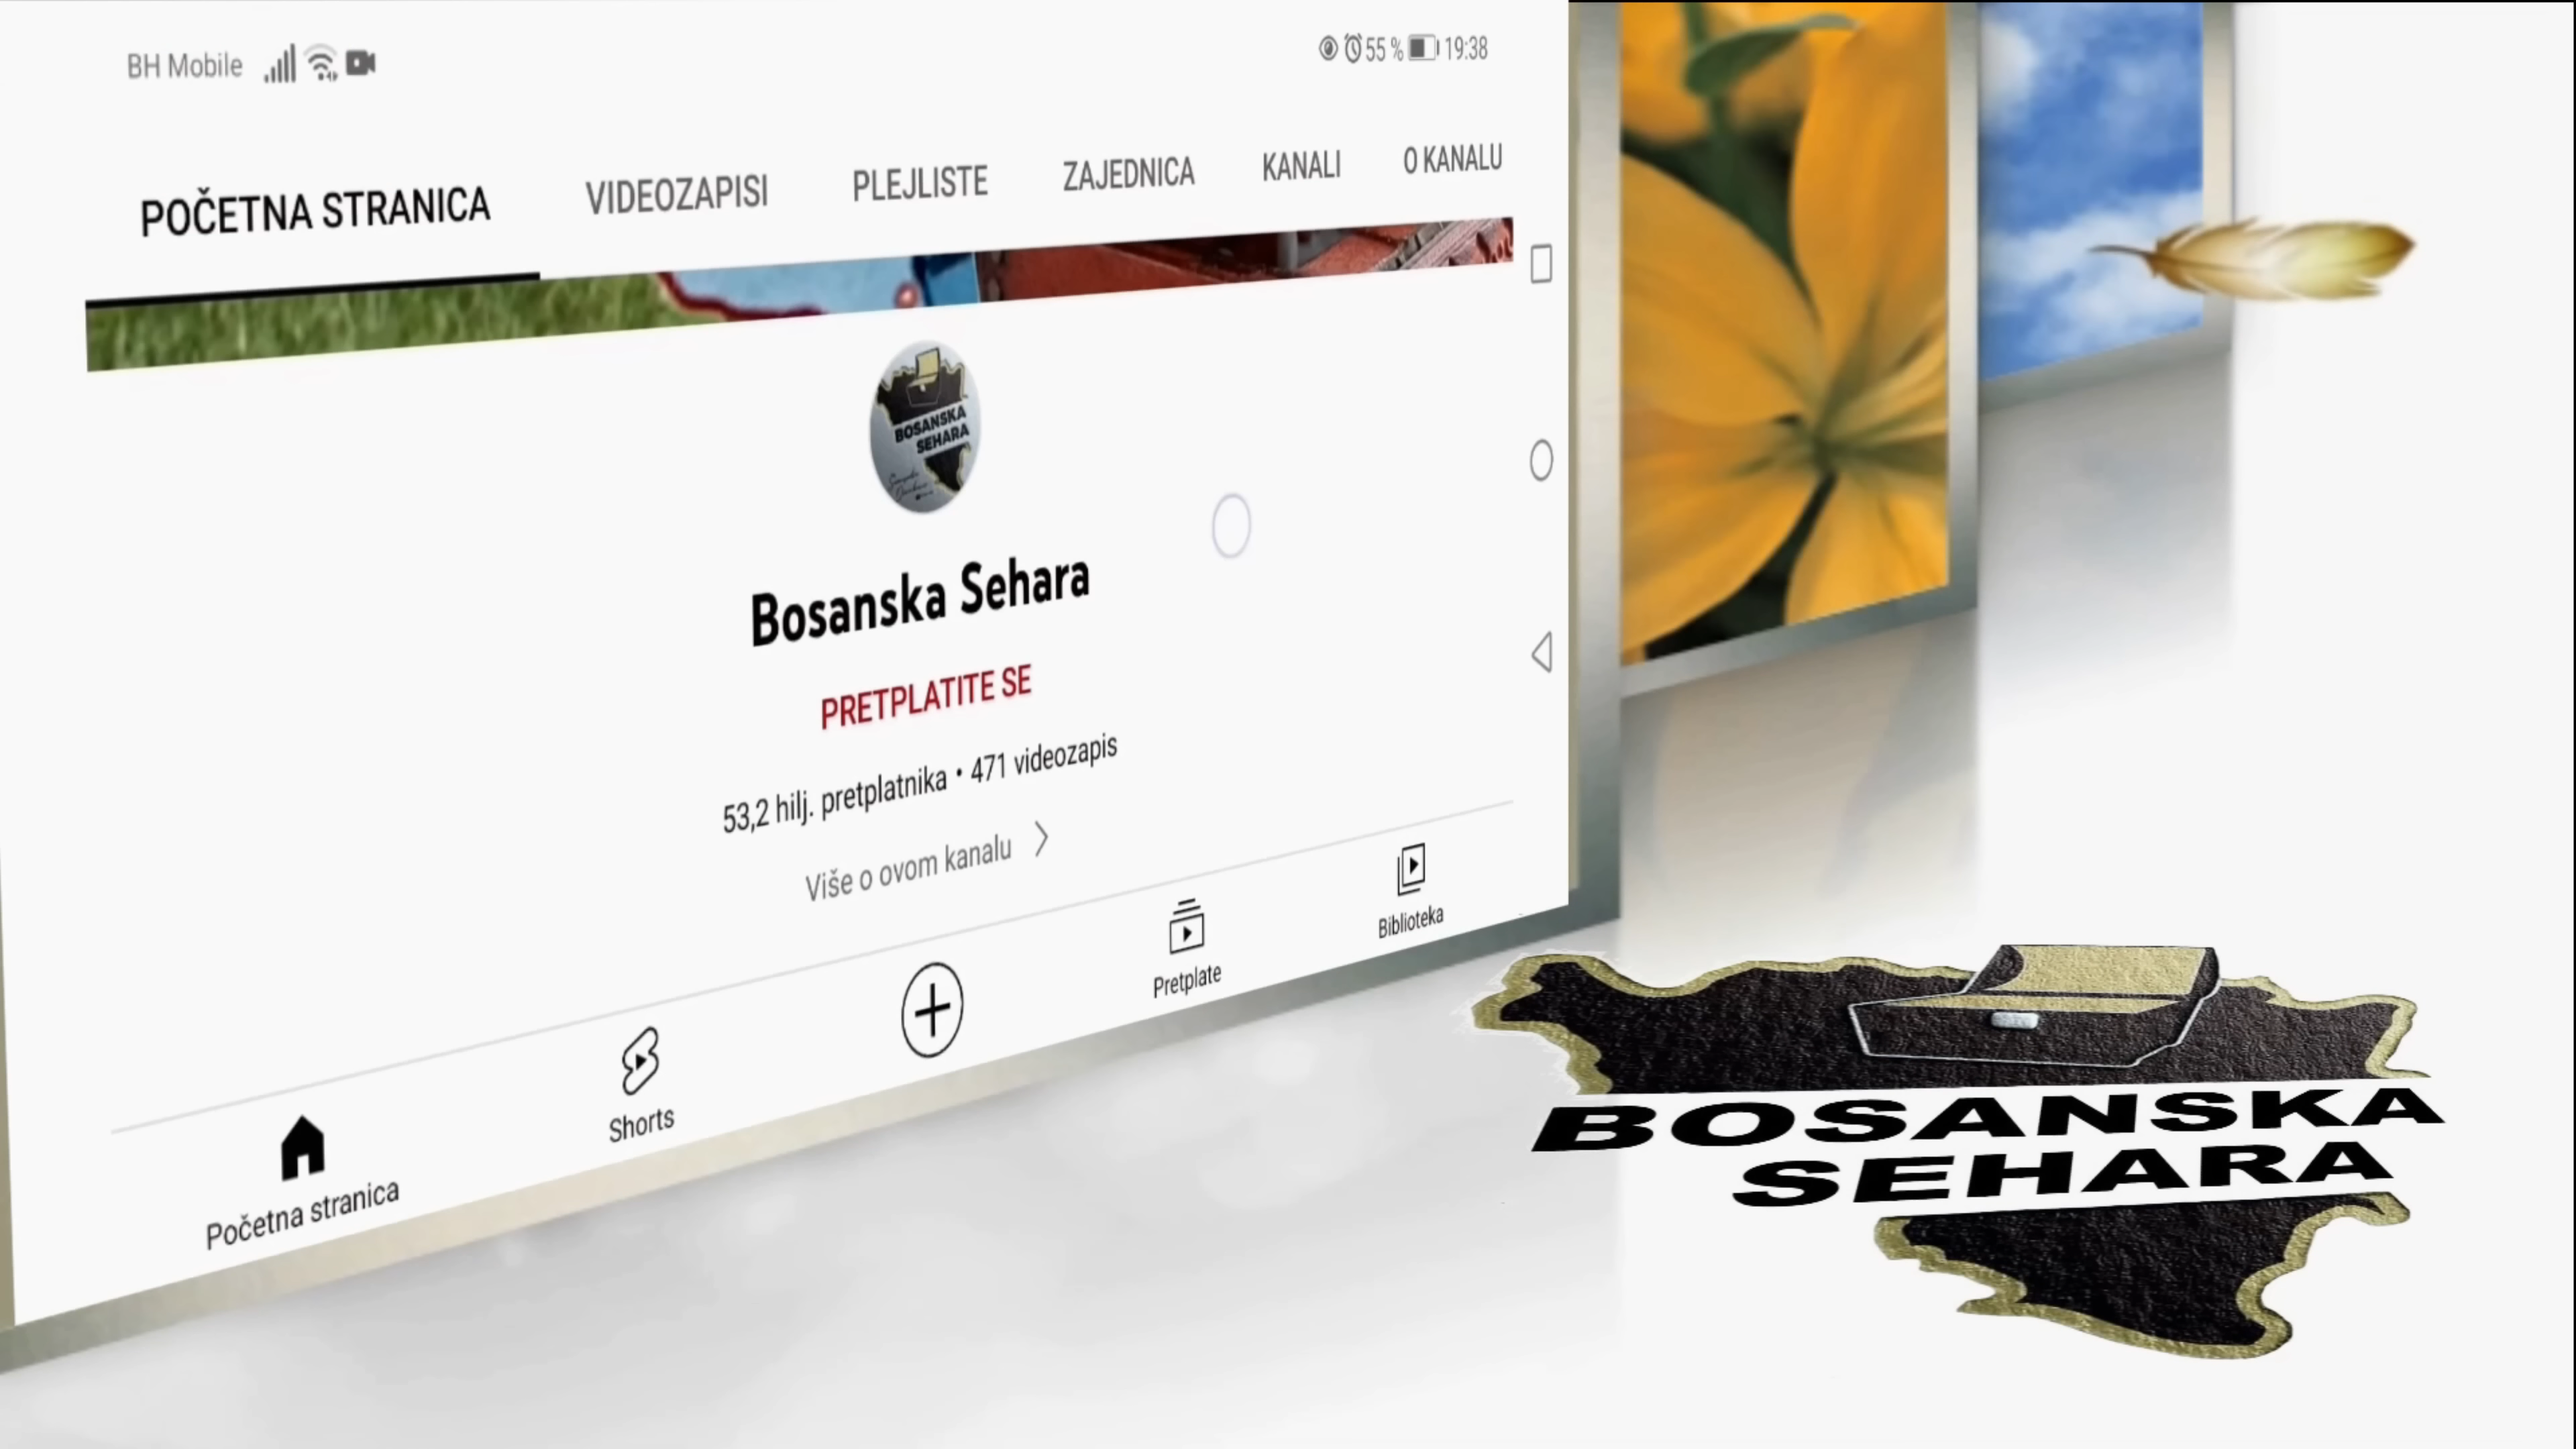 BH Mobile
55 % 19:38
POČETNA STRANICA VIDEOZAPISI PLEJLISTE ZAJEDNICA KANALI O KANALU
BOSANSKA
SEHARA
Bosanska Sehara
PRETPLATITE SE
53,2 hilj. pretplatnika • 471 videozapis
Više o ovom kanalu
Početna stranica
Shorts
Pretplate
Biblioteka
BOSANSKA
SEHARA